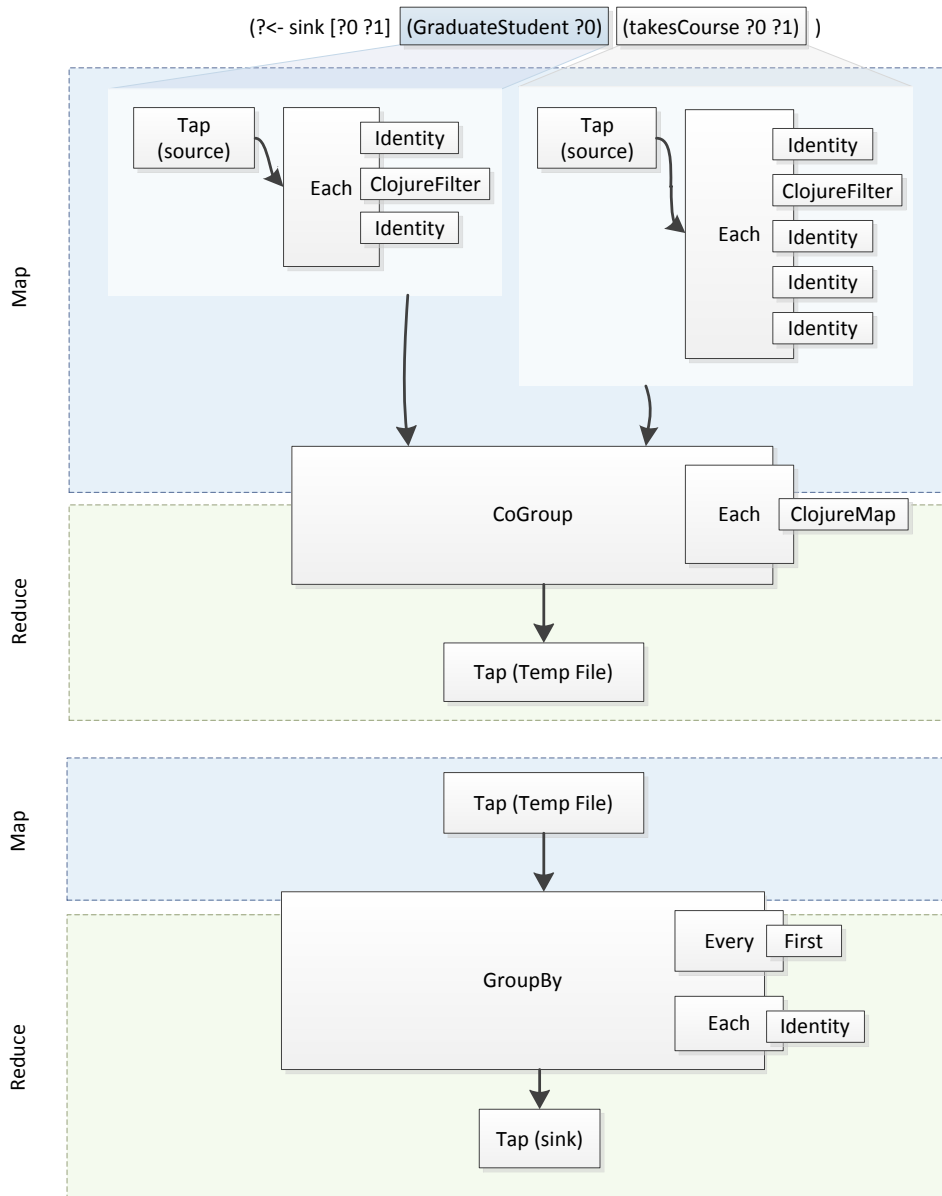 (?<- sink [?0 ?1] (GraduateStudent ?0) (takesCourse ?0 ?1) )
Map
Tap
(source)
Each
Identity
ClojureFilter
Identity
Tap
(source)
Each
Identity
ClojureFilter
Identity
Identity
Identity
CoGroup
Each
ClojureMap
Reduce
Tap (Temp File)
Map
Tap (Temp File)
Reduce
GroupBy
Every
First
Each
Identity
Tap (sink)